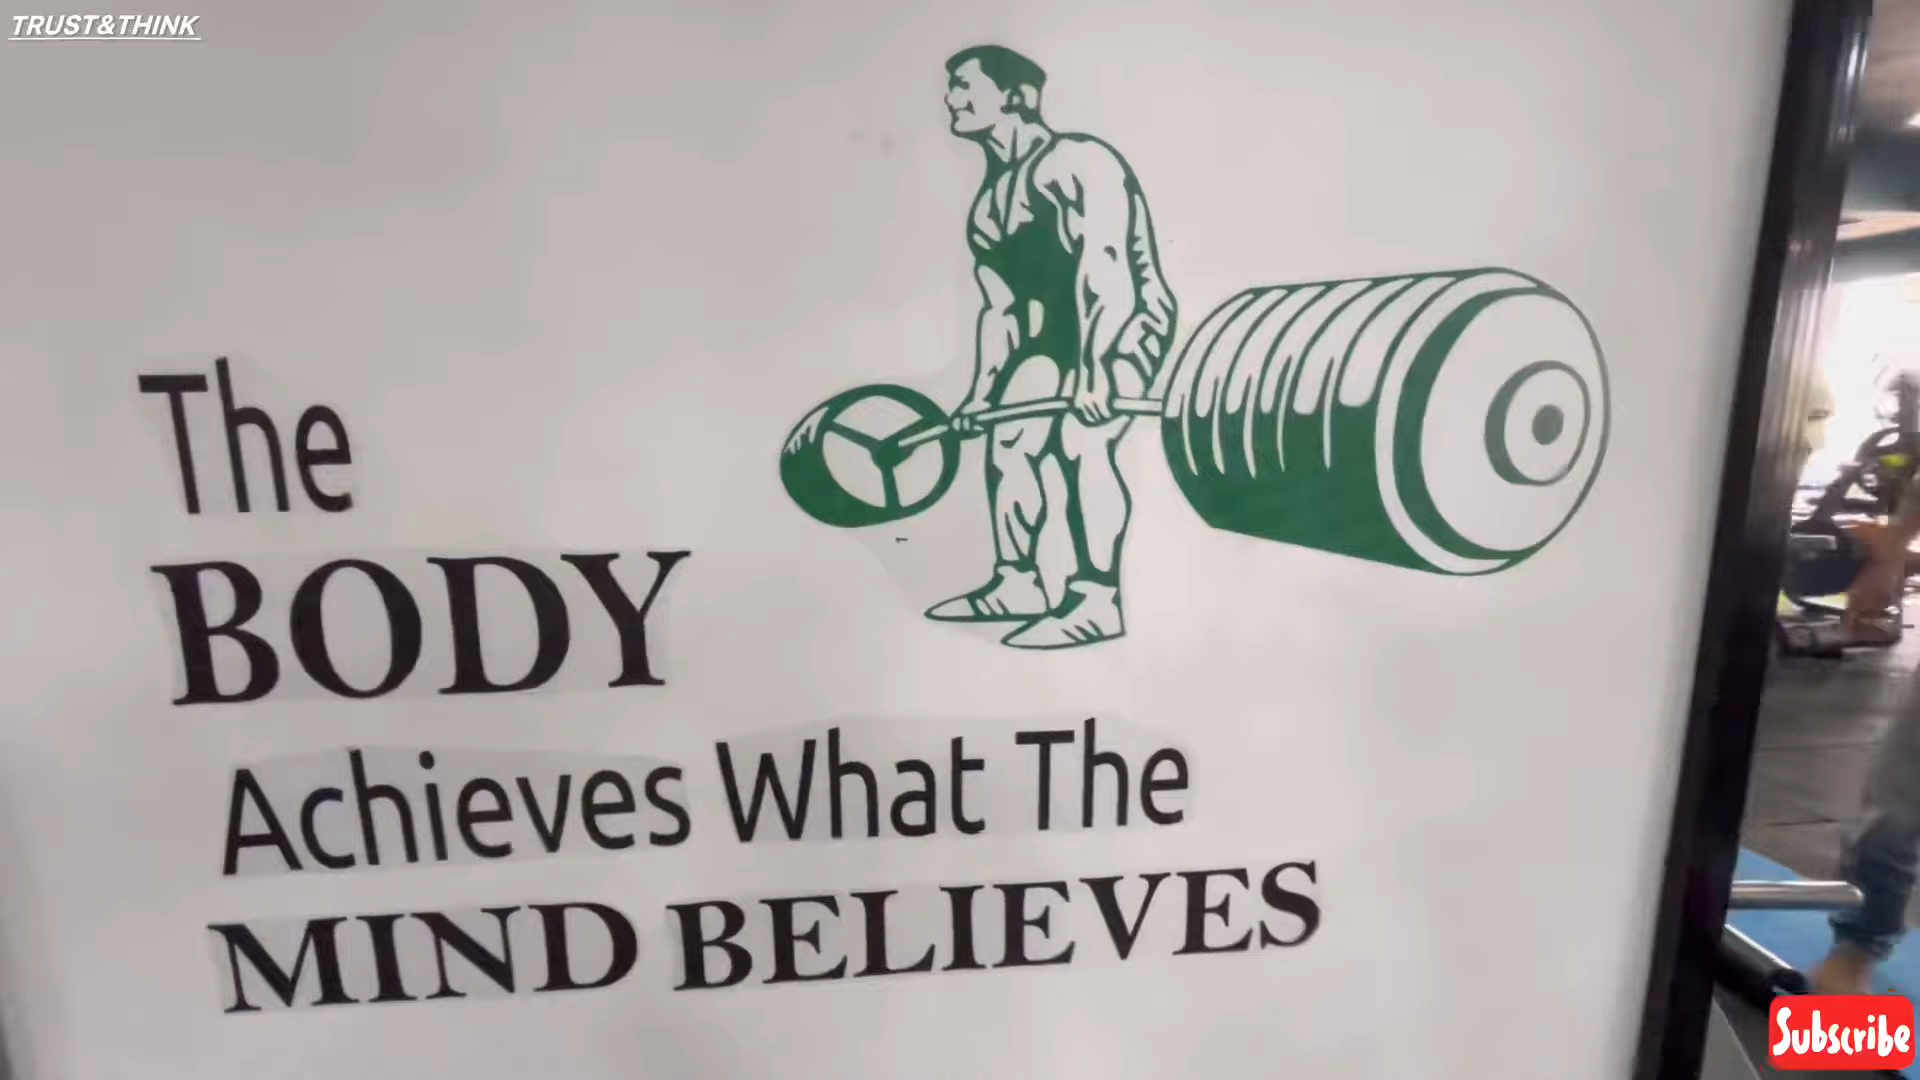 TRUST&THINK
The
BODY
Achieves What The
MIND BELIEVES
Subscribe